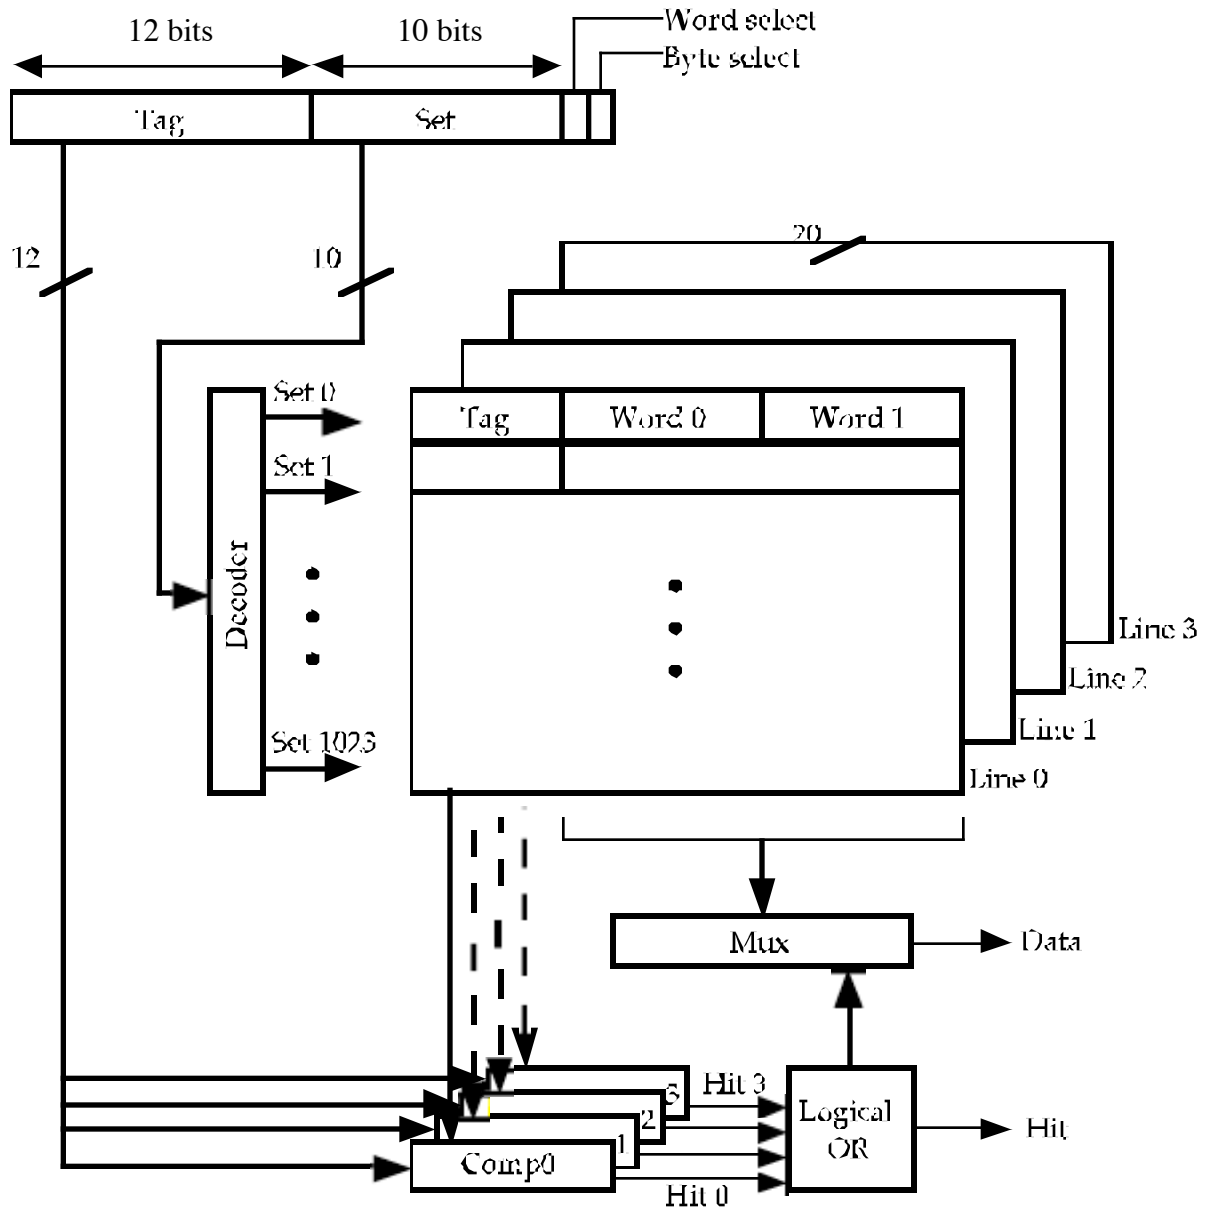 12 bits
10 bits
Word select
Byte select
Tag
Set
12
10
20
Set 0
Set 1
Decoder
Set 1023
Tag
Word 0
Word 1
Line 3
Line 2
Line 1
Line 0
Mux
Data
Hit 3
3
2
1
Comp0
Hit 0
Logical
OR
Hit